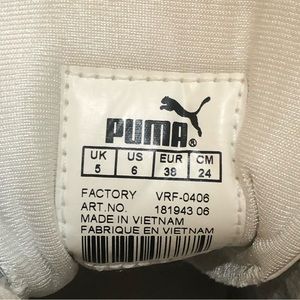 PUMA
UK US EUR CM
5 6 38 24
FACTORY VRF-0406
ART.NO. 181943 06
MADE IN VIETNAM
FABRIQUE EN VIETNAM